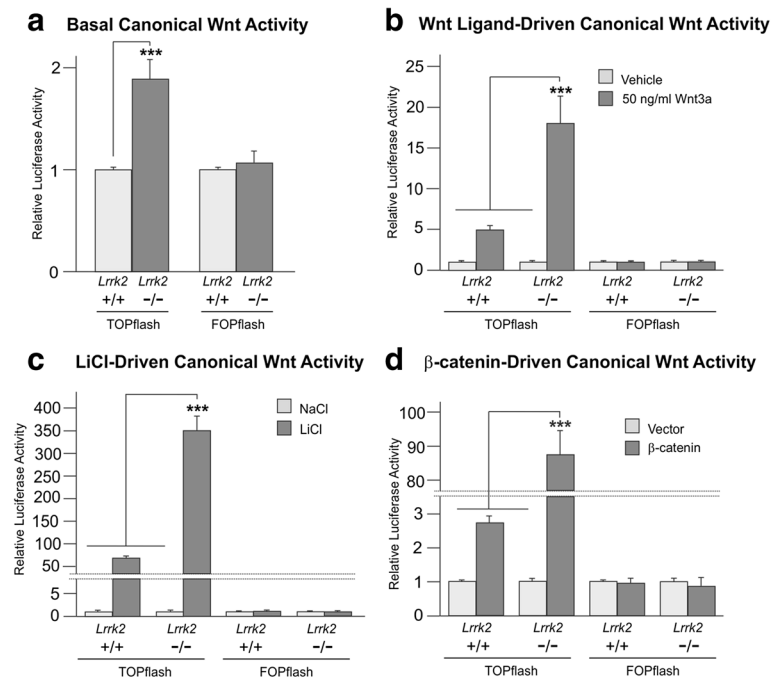 a Basal Canonical Wnt Activity
Relative Luciferase Activity
2
1
0
***
Lrrk2 Lrrk2 Lrrk2 Lrrk2
+/+ −/− +/+ −/−
TOPflash FOPflash
b Wnt Ligand-Driven Canonical Wnt Activity
Relative Luciferase Activity
25
20
15
10
5
0
***
Vehicle
50 ng/ml Wnt3a
Lrrk2 Lrrk2 Lrrk2 Lrrk2
+/+ −/− +/+ −/−
TOPflash FOPflash
c LiCl-Driven Canonical Wnt Activity
Relative Luciferase Activity
400
350
300
250
200
150
100
50
5
0
***
NaCl
LiCl
Lrrk2 Lrrk2 Lrrk2 Lrrk2
+/+ −/− +/+ −/−
TOPflash FOPflash
d β-catenin-Driven Canonical Wnt Activity
Relative Luciferase Activity
100
90
80
3
2
1
0
***
Vector
β-catenin
Lrrk2 Lrrk2 Lrrk2 Lrrk2
+/+ −/− +/+ −/−
TOPflash FOPflash